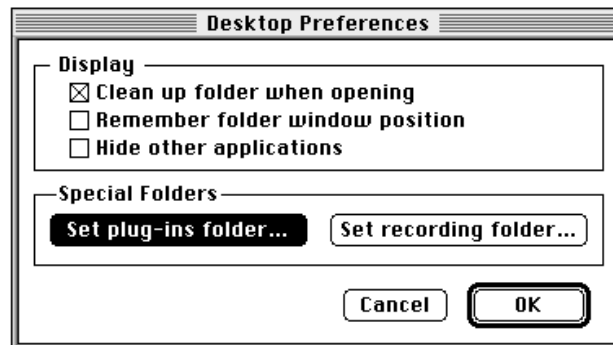 Desktop Preferences
Display
Clean up folder when opening
Remember folder window position
Hide other applications
Special Folders
Set plug-ins folder...
Set recording folder...
Cancel
OK